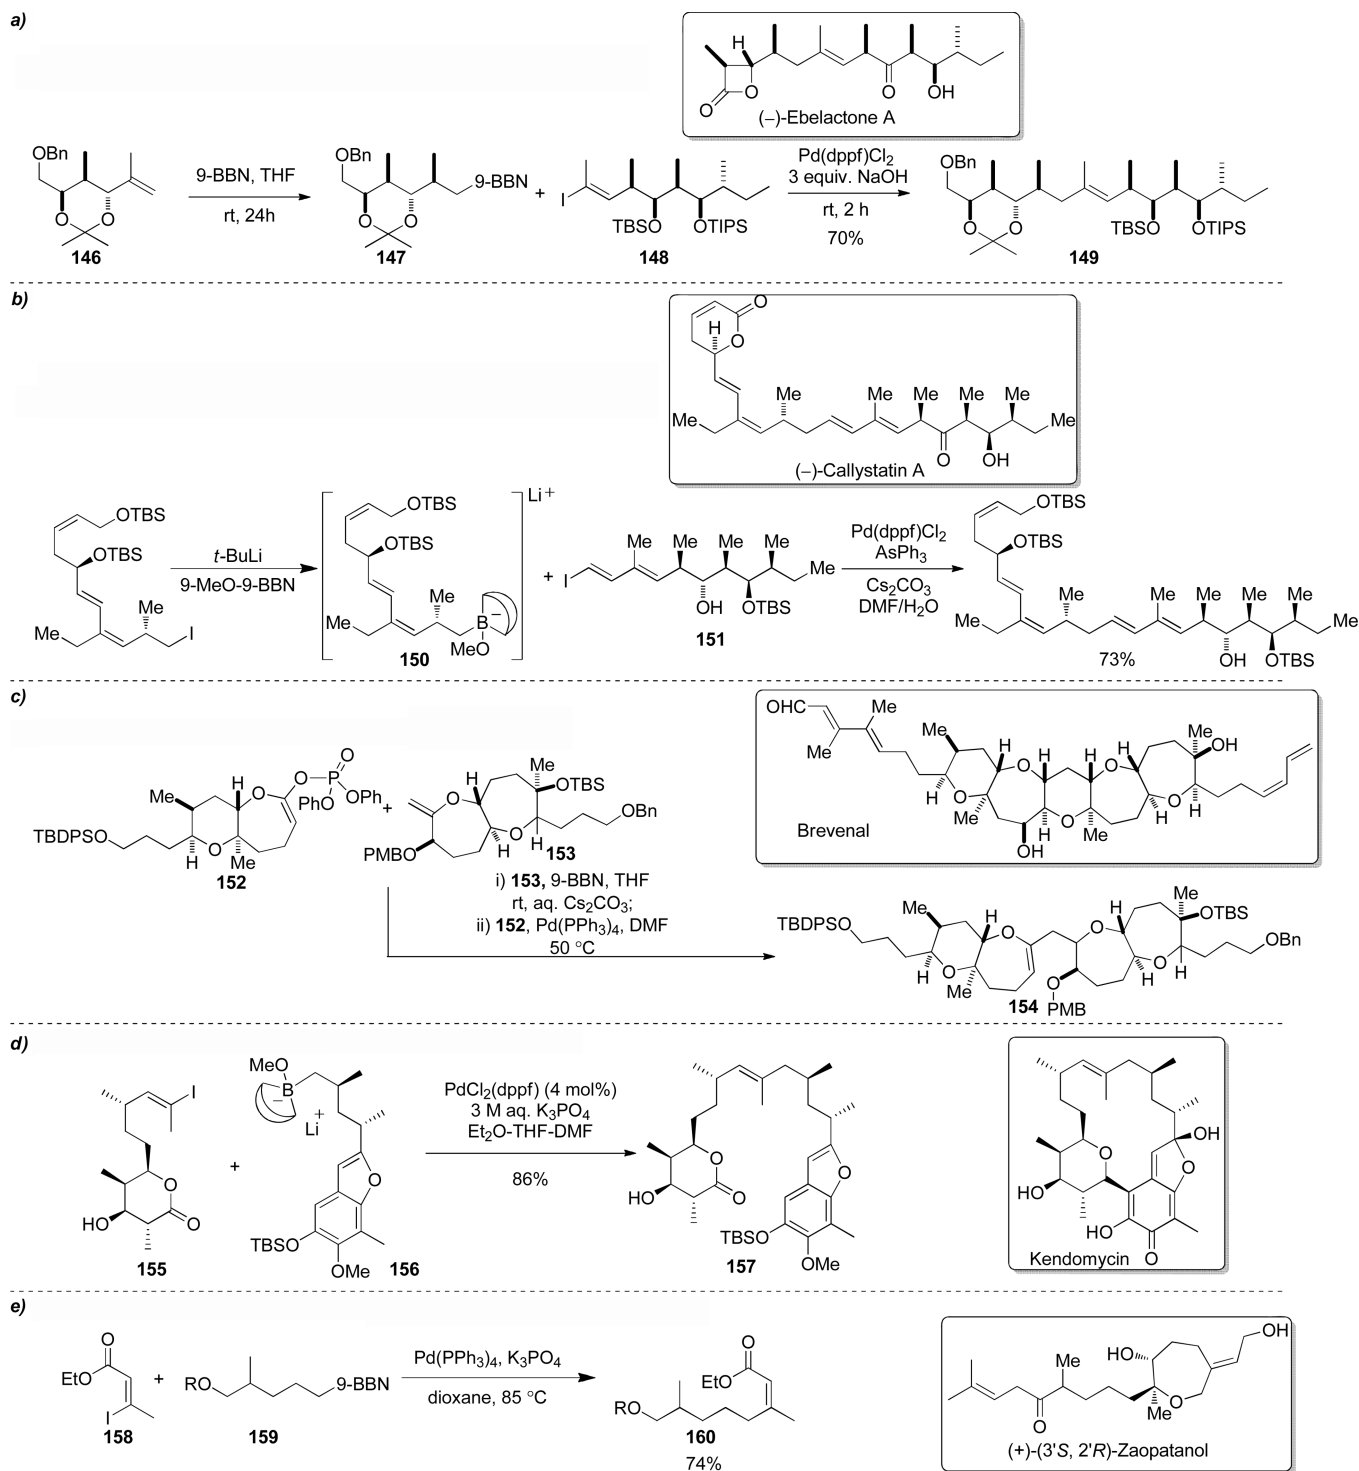 a)
H
O
O
O
OH
(–)-Ebelactone A
OBn
O
O
146
9-BBN, THF
rt, 24h
OBn
9-BBN
O
O
147
+
I
TBSO
OTIPS
148
Pd(dppf)Cl2
3 equiv. NaOH
rt, 2 h
70%
OBn
O
O
TBSO
OTIPS
149
b)
O
H
O
Me
Me
Me
Me
Me
Me
Me
O
OH
(–)-Callystatin A
OTBS
OTBS
Me
Me
I
t-BuLi
9-MeO-9-BBN
OTBS
OTBS
Me
Me
B
–
MeO
Li+
150
+
I
Me
Me
Me
Me
Me
OH
OTBS
151
Pd(dppf)Cl2
AsPh3
Cs2CO3
DMF/H2O
OTBS
OTBS
Me
Me
Me
Me
Me
Me
Me
OH
OTBS
73%
c)
O
O
P
PhO
OPh
H
O
Me
TBDPSO
O
H
Me
152
+
Me
H
OTBS
O
OBn
O
H
H
PMBO
153
i) 153, 9-BBN, THF
rt, aq. Cs2CO3;
ii) 152, Pd(PPh3)4, DMF
50 °C
OHC
Me
Me
Me
H
O
H
H
O
H
Me
OH
H
O
Me
H
O
Me
H
O
H
OH
Brevenal
TBDPSO
Me
H
O
O
H
Me
OTBS
OBn
H
O
Me
O
H
O
H
PMB
154
d)
I
O
O
HO
155
+
MeO
B
–
+
Li
O
TBSO
OMe
156
PdCl2(dppf) (4 mol%)
3 M aq. K3PO4
Et2O-THF-DMF
86%
O
O
HO
O
TBSO
OMe
157
OH
O
O
HO
HO
O
Kendomycin
e)
O
EtO
I
158
+
RO
9-BBN
159
Pd(PPh3)4, K3PO4
dioxane, 85 °C
O
EtO
RO
160
74%
OH
HO
Me
O
Me
O
(+)-(3'S, 2'R)-Zaopatanol